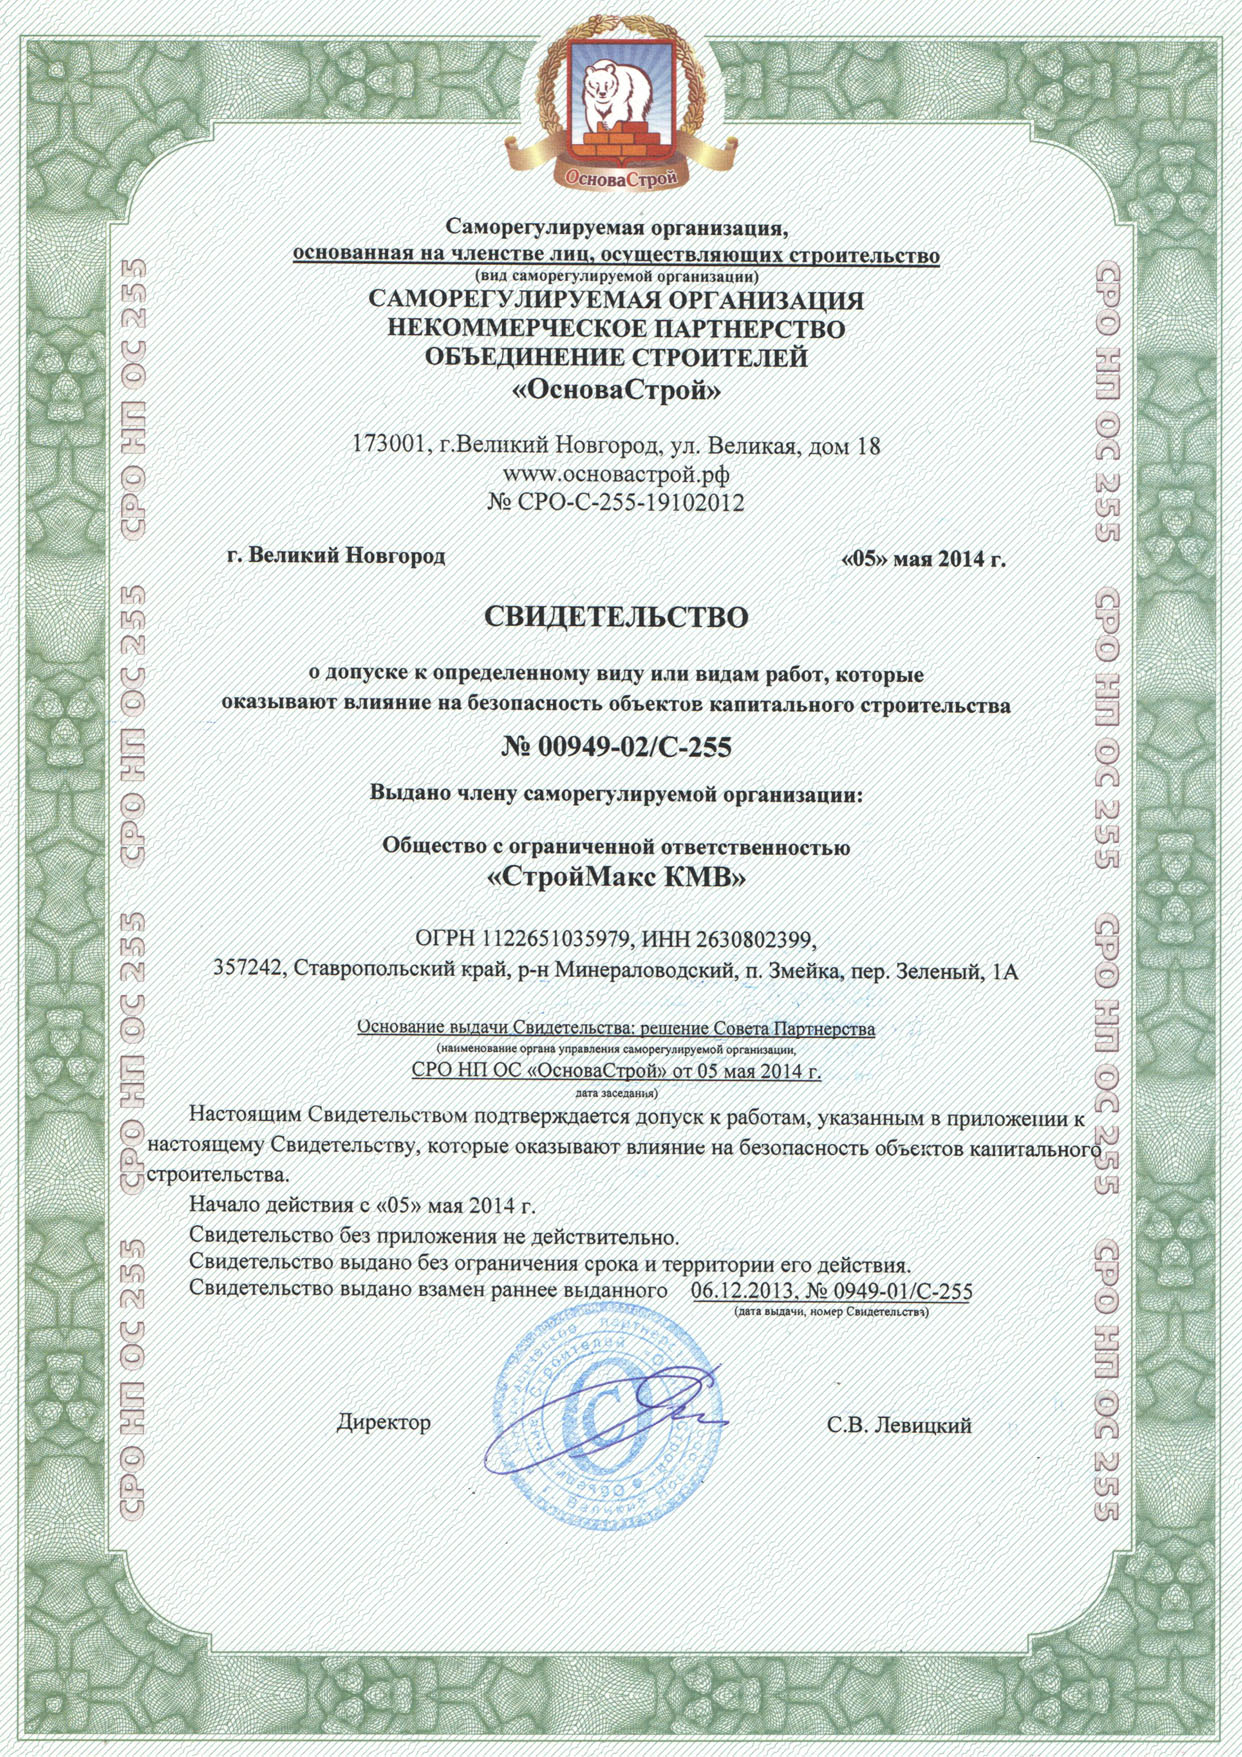 ОсноваСтрой
Саморегулируемая организация,
основанная на членстве лиц, осуществляющих строительство
(вид саморегулируемой организации)
САМОРЕГУЛИРУЕМАЯ ОРГАНИЗАЦИЯ
НЕКОММЕРЧЕСКОЕ ПАРТНЕРСТВО
ОБЪЕДИНЕНИЕ СТРОИТЕЛЕЙ
«ОсноваСтрой»
173001, г.Великий Новгород, ул. Великая, дом 18
www.основастрой.рф
№ СРО-С-255-19102012
г. Великий Новгород «05» мая 2014 г.
СВИДЕТЕЛЬСТВО
о допуске к определенному виду или видам работ, которые
оказывают влияние на безопасность объектов капитального строительства
№ 00949-02/С-255
Выдано члену саморегулируемой организации:
Общество с ограниченной ответственностью
«СтройМакс КМВ»
ОГРН 1122651035979, ИНН 2630802399,
357242, Ставропольский край, р-н Минераловодский, п. Змейка, пер. Зеленый, 1А
Основание выдачи Свидетельства: решение Совета Партнерства
(наименование органа управления саморегулируемой организации,
СРО НП ОС «ОсноваСтрой» от 05 мая 2014 г.
дата заседания)
Настоящим Свидетельством подтверждается допуск к работам, указанным в приложении к
настоящему Свидетельству, которые оказывают влияние на безопасность объектов капитального
строительства.
Начало действия с «05» мая 2014 г.
Свидетельство без приложения не действительно.
Свидетельство выдано без ограничения срока и территории его действия.
Свидетельство выдано взамен раннее выданного 06.12.2013, № 0949-01/С-255
(дата выдачи, номер Свидетельства)
Директор С.В. Левицкий
СРО НП ОС 255 СРО НП ОС 255 СРО НП ОС 255 СРО НП ОС 255
СРО НП ОС 255 СРО НП ОС 255 СРО НП ОС 255 СРО НП ОС 255